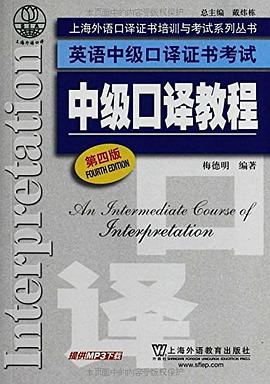 总主编 戴炜栋
上海外语口译证书培训与考试系列丛书
英语中级口译证书考试
中级口译教程
第四版
FOURTH EDITION
梅德明 编著
An Intermediate Course of
Interpretation
Interpretation
口
译
提供MP3下载
上海外语教育出版社
www.sflep.com